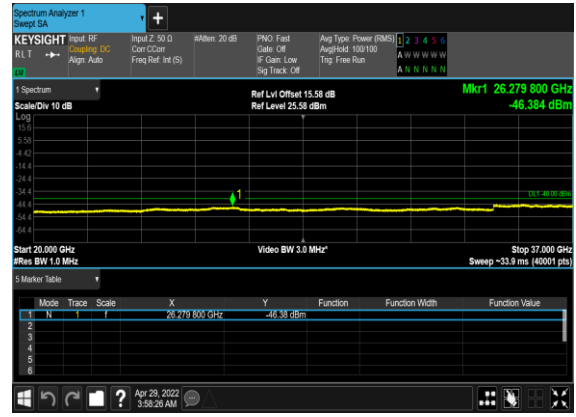 Spectrum Analyzer 1
Swept SA
+
KEYSIGHT Input: RF Input Z: 50 Ω #Atten: 20 dB PNO: Fast Avg Type: Power (RMS) 1 2 3 4 5 6
RLT Coupling: DC Corr CCorr Gate: Off Avg|Hold: 100/100 A W W W W W
Align: Auto Freq Ref: Int (S) IF Gain: Low Trig: Free Run
Sig Track: Off A N N N N N
1 Spectrum Ref Lvl Offset 15.58 dB Mkr1 26.279 800 GHz
Scale/Div 10 dB Ref Level 25.58 dBm -46.384 dBm
Log
15.6
5.58
-4.42
-14.4
-24.4
-34.4 1 DL1 -40.00 dBm
-44.4
-54.4
-64.4
Start 20.000 GHz Video BW 3.0 MHz* Stop 37.000 GHz
#Res BW 1.0 MHz Sweep ~33.9 ms (40001 pts)
5 Marker Table
Mode Trace Scale X Y Function Function Width Function Value
1 N 1 f 26.279 800 GHz -46.38 dBm
2
3
4
5
6
? Apr 29, 2022
3:58:26 AM